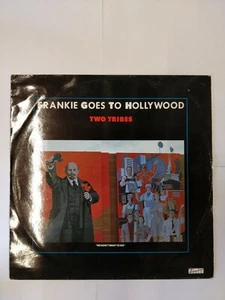 FRANKIE GOES TO HOLLYWOOD
TWO TRIBES